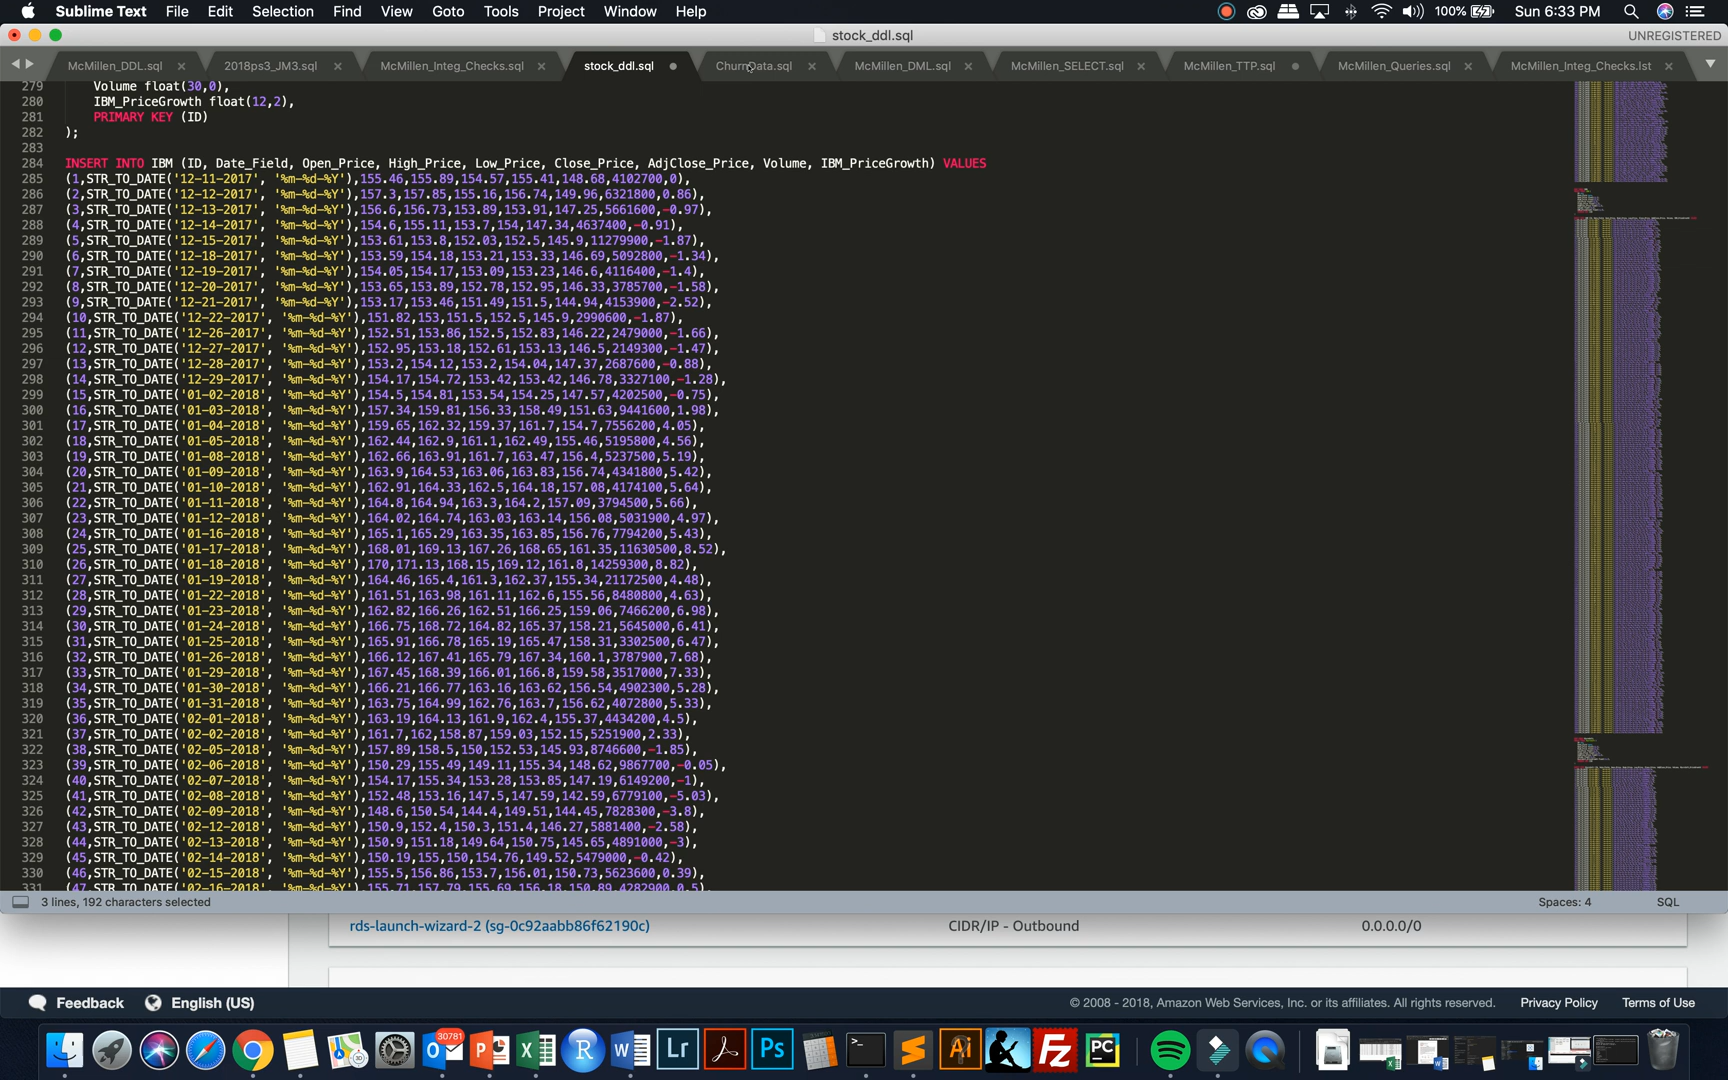 Sublime Text File Edit Selection Find View Goto Tools Project Window Help 100% Sun 6:33 PM
stock_ddl.sql UNREGISTERED
McMillen_DDL.sql 2018ps3_JM3.sql McMillen_Integ_Checks.sql stock_ddl.sql ChurnData.sql McMillen_DML.sql McMillen_SELECT.sql McMillen_TTP.sql McMillen_Queries.sql McMillen_Integ_Checks.lst
279 Volume float(30,0),
280 IBM_PriceGrowth float(12,2),
281 PRIMARY KEY (ID)
282 );
283
284 INSERT INTO IBM (ID, Date_Field, Open_Price, High_Price, Low_Price, Close_Price, AdjClose_Price, Volume, IBM_PriceGrowth) VALUES
285 (1,STR_TO_DATE('12-11-2017', '%m-%d-%Y'),155.46,155.89,154.57,155.41,148.68,4102700,0),
286 (2,STR_TO_DATE('12-12-2017', '%m-%d-%Y'),157.3,157.85,155.16,156.74,149.96,6321800,0.86),
287 (3,STR_TO_DATE('12-13-2017', '%m-%d-%Y'),156.6,156.73,153.89,153.91,147.25,5661600,-0.97),
288 (4,STR_TO_DATE('12-14-2017', '%m-%d-%Y'),154.6,155.11,153.7,154,147.34,4637400,-0.91),
289 (5,STR_TO_DATE('12-15-2017', '%m-%d-%Y'),153.61,153.8,152.03,152.5,145.9,11279900,-1.87),
290 (6,STR_TO_DATE('12-18-2017', '%m-%d-%Y'),153.59,154.18,153.21,153.33,146.69,5092800,-1.34),
291 (7,STR_TO_DATE('12-19-2017', '%m-%d-%Y'),154.05,154.17,153.09,153.23,146.6,4116400,-1.4),
292 (8,STR_TO_DATE('12-20-2017', '%m-%d-%Y'),153.65,153.89,152.78,152.95,146.33,3785700,-1.58),
293 (9,STR_TO_DATE('12-21-2017', '%m-%d-%Y'),153.17,153.46,151.49,151.5,144.94,4153900,-2.52),
294 (10,STR_TO_DATE('12-22-2017', '%m-%d-%Y'),151.82,153,151.5,152.5,145.9,2990600,-1.87),
295 (11,STR_TO_DATE('12-26-2017', '%m-%d-%Y'),152.51,153.86,152.5,152.83,146.22,2479000,-1.66),
296 (12,STR_TO_DATE('12-27-2017', '%m-%d-%Y'),152.95,153.18,152.61,153.13,146.5,2149300,-1.47),
297 (13,STR_TO_DATE('12-28-2017', '%m-%d-%Y'),153.2,154.12,153.2,154.04,147.37,2687600,-0.88),
298 (14,STR_TO_DATE('12-29-2017', '%m-%d-%Y'),154.17,154.72,153.42,153.42,146.78,3327100,-1.28),
299 (15,STR_TO_DATE('01-02-2018', '%m-%d-%Y'),154.5,154.81,153.54,154.25,147.57,4202500,-0.75),
300 (16,STR_TO_DATE('01-03-2018', '%m-%d-%Y'),157.34,159.81,156.33,158.49,151.63,9441600,1.98),
301 (17,STR_TO_DATE('01-04-2018', '%m-%d-%Y'),159.65,162.32,159.37,161.7,154.7,7556200,4.05),
302 (18,STR_TO_DATE('01-05-2018', '%m-%d-%Y'),162.44,162.9,161.1,162.49,155.46,5195800,4.56),
303 (19,STR_TO_DATE('01-08-2018', '%m-%d-%Y'),162.66,163.91,161.7,163.47,156.4,5237500,5.19),
304 (20,STR_TO_DATE('01-09-2018', '%m-%d-%Y'),163.9,164.53,163.06,163.83,156.74,4341800,5.42),
305 (21,STR_TO_DATE('01-10-2018', '%m-%d-%Y'),162.91,164.33,162.5,164.18,157.08,4174100,5.64),
306 (22,STR_TO_DATE('01-11-2018', '%m-%d-%Y'),164.8,164.94,163.3,164.2,157.09,3794500,5.66),
307 (23,STR_TO_DATE('01-12-2018', '%m-%d-%Y'),164.02,164.74,163.03,163.14,156.08,5031900,4.97),
308 (24,STR_TO_DATE('01-16-2018', '%m-%d-%Y'),165.1,165.29,163.35,163.85,156.76,7794200,5.43),
309 (25,STR_TO_DATE('01-17-2018', '%m-%d-%Y'),168.01,169.13,167.26,168.65,161.35,11630500,8.52),
310 (26,STR_TO_DATE('01-18-2018', '%m-%d-%Y'),170,171.13,168.15,169.12,161.8,14259300,8.82),
311 (27,STR_TO_DATE('01-19-2018', '%m-%d-%Y'),164.46,165.4,161.3,162.37,155.34,21172500,4.48),
312 (28,STR_TO_DATE('01-22-2018', '%m-%d-%Y'),161.51,163.98,161.11,162.6,155.56,8480800,4.63),
313 (29,STR_TO_DATE('01-23-2018', '%m-%d-%Y'),162.82,166.26,162.51,166.25,159.06,7466200,6.98),
314 (30,STR_TO_DATE('01-24-2018', '%m-%d-%Y'),166.75,168.72,164.82,165.37,158.21,5645000,6.41),
315 (31,STR_TO_DATE('01-25-2018', '%m-%d-%Y'),165.91,166.78,165.19,165.47,158.31,3302500,6.47),
316 (32,STR_TO_DATE('01-26-2018', '%m-%d-%Y'),166.12,167.41,165.79,167.34,160.1,3787900,7.68),
317 (33,STR_TO_DATE('01-29-2018', '%m-%d-%Y'),167.45,168.39,166.01,166.8,159.58,3517000,7.33),
318 (34,STR_TO_DATE('01-30-2018', '%m-%d-%Y'),166.21,166.77,163.16,163.62,156.54,4902300,5.28),
319 (35,STR_TO_DATE('01-31-2018', '%m-%d-%Y'),163.75,164.99,162.76,163.7,156.62,4072800,5.33),
320 (36,STR_TO_DATE('02-01-2018', '%m-%d-%Y'),163.19,164.13,161.9,162.4,155.37,4434200,4.5),
321 (37,STR_TO_DATE('02-02-2018', '%m-%d-%Y'),161.7,162,158.87,159.03,152.15,5251900,2.33),
322 (38,STR_TO_DATE('02-05-2018', '%m-%d-%Y'),157.89,158.5,150,152.53,145.93,8746600,-1.85),
323 (39,STR_TO_DATE('02-06-2018', '%m-%d-%Y'),150.29,155.49,149.11,155.34,148.62,9867700,-0.05),
324 (40,STR_TO_DATE('02-07-2018', '%m-%d-%Y'),154.17,155.34,153.28,153.85,147.19,6149200,-1),
325 (41,STR_TO_DATE('02-08-2018', '%m-%d-%Y'),152.48,153.16,147.5,147.59,142.59,6779100,-5.03),
326 (42,STR_TO_DATE('02-09-2018', '%m-%d-%Y'),148.6,150.54,144.4,149.51,144.45,7828300,-3.8),
327 (43,STR_TO_DATE('02-12-2018', '%m-%d-%Y'),150.9,152.4,150.3,151.4,146.27,5881400,-2.58),
328 (44,STR_TO_DATE('02-13-2018', '%m-%d-%Y'),150.9,151.18,149.64,150.75,145.65,4891000,-3),
329 (45,STR_TO_DATE('02-14-2018', '%m-%d-%Y'),150.19,155,150,154.76,149.52,5479000,-0.42),
330 (46,STR_TO_DATE('02-15-2018', '%m-%d-%Y'),155.5,156.86,153.7,156.01,150.73,5623600,0.39),
331 (47,STR_TO_DATE('02-16-2018', '%m-%d-%Y'),155.71,157.79,155.69,156.18,150.89,4282900,0.5),
3 lines, 192 characters selected Spaces: 4 SQL
rds-launch-wizard-2 (sg-0c92aabb86f62190c) CIDR/IP - Outbound 0.0.0.0/0
Feedback English (US) © 2008 - 2018, Amazon Web Services, Inc. or its affiliates. All rights reserved. Privacy Policy Terms of Use
30781
Lr Ps Ai Fz PC